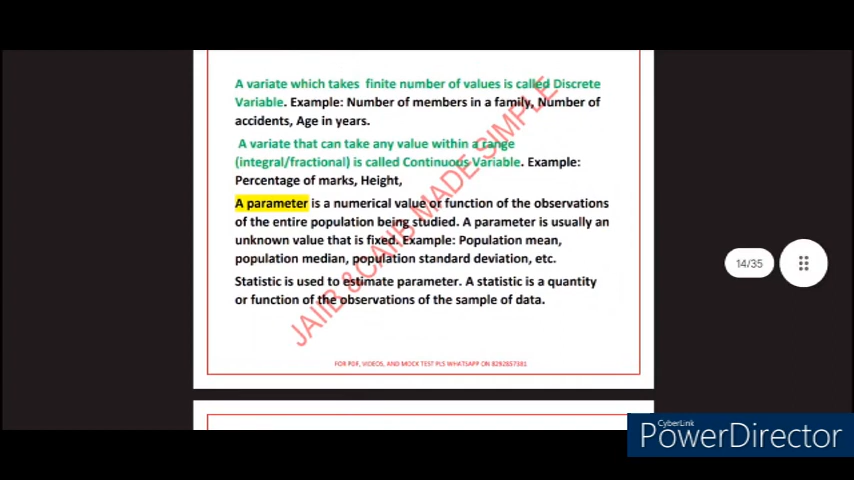 A variate which takes finite number of values is called Discrete
Variable. Example: Number of members in a family, Number of
accidents, Age in years.
A variate that can take any value within a range
(integral/fractional) is called Continuous Variable. Example:
Percentage of marks, Height,
A parameter is a numerical value or function of the observations
of the entire population being studied. A parameter is usually an
unknown value that is fixed. Example: Population mean,
population median, population standard deviation, etc.
Statistic is used to estimate parameter. A statistic is a quantity
or function of the observations of the sample of data.
JAIIB & CAIIB MADE SIMPLE
FOR PDF, VIDEOS, AND MOCK TEST PLS WHATSAPP ON 8292857181
14/35
CyberLink
PowerDirector